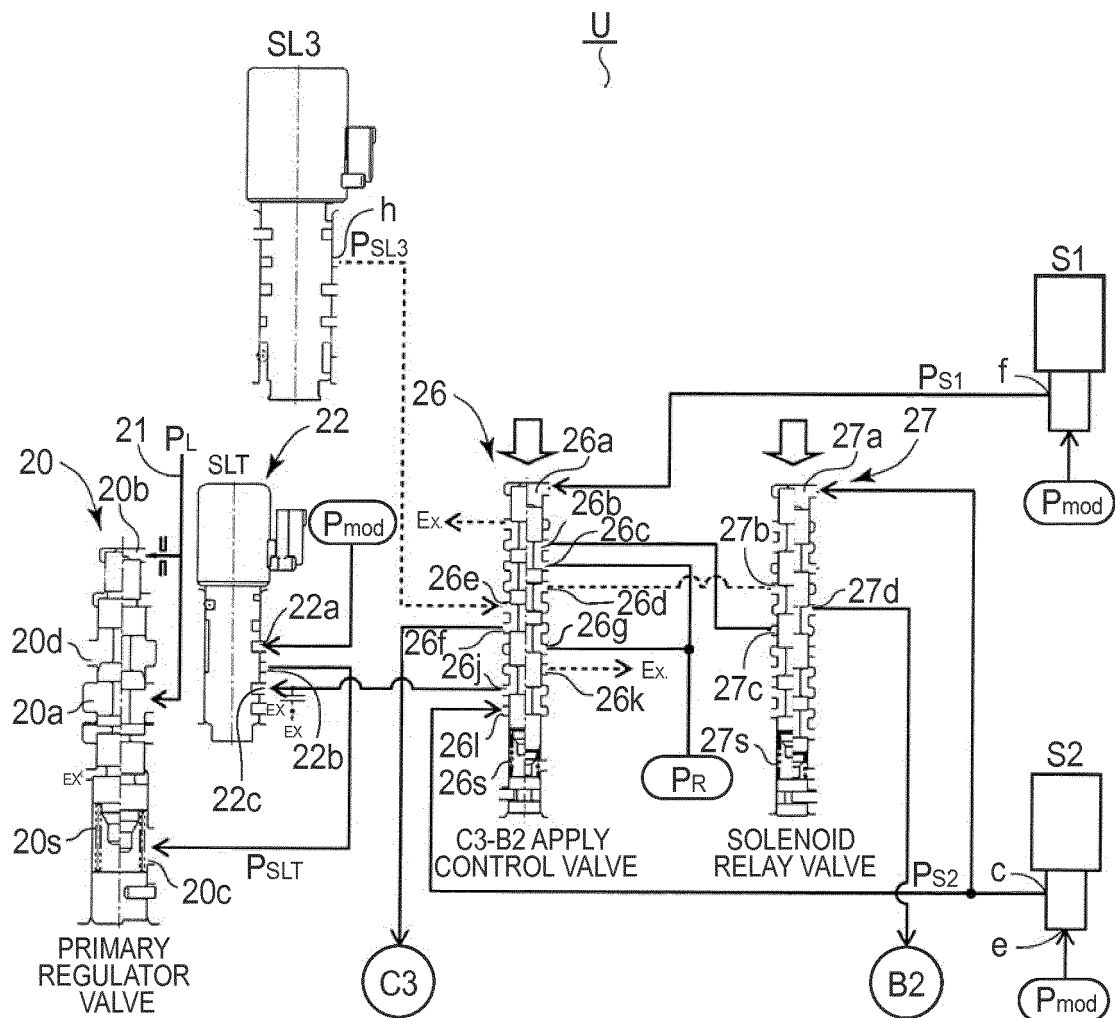 U
SL3
h
PSL3
S1
f
PS1
26
22
27
21
PL
20
20b
SLT
Pmod
26a
27a
Pmod
Ex.
26b
26c
27b
26e
26d
27d
22a
20d
26f
26g
26j
Ex.
27c
20a
26k
EX
EX
22b
26l
27s
S2
22c
26s
PR
EX
20s
C3-B2 APPLY
CONTROL VALVE
SOLENOID
RELAY VALVE
PSLT
PS2
c
20c
e
PRIMARY
REGULATOR
VALVE
C3
B2
Pmod